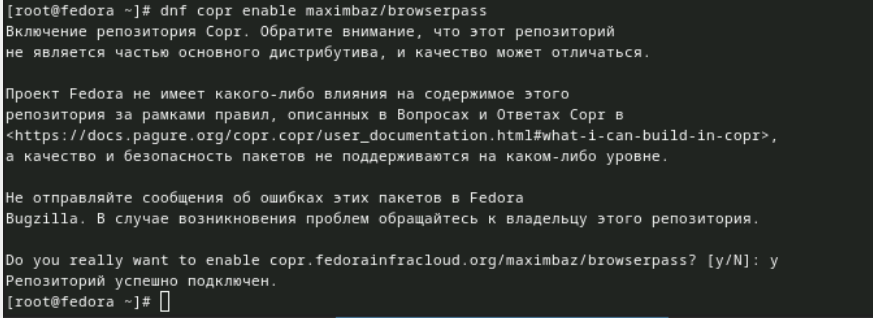 [root@fedora ~]# dnf copr enable maximbaz/browserpass
Включение репозитория Copr. Обратите внимание, что этот репозиторий
не является частью основного дистрибутива, и качество может отличаться.
Проект Fedora не имеет какого-либо влияния на содержимое этого
репозитория за рамками правил, описанных в Вопросах и Ответах Copr в
<https://docs.pagure.org/copr.copr/user_documentation.html#what-i-can-build-in-copr>,
а качество и безопасность пакетов не поддерживаются на каком-либо уровне.
Не отправляйте сообщения об ошибках этих пакетов в Fedora
Bugzilla. В случае возникновения проблем обращайтесь к владельцу этого репозитория.
Do you really want to enable copr.fedorainfracloud.org/maximbaz/browserpass? [y/N]: y
Репозиторий успешно подключен.
[root@fedora ~]#